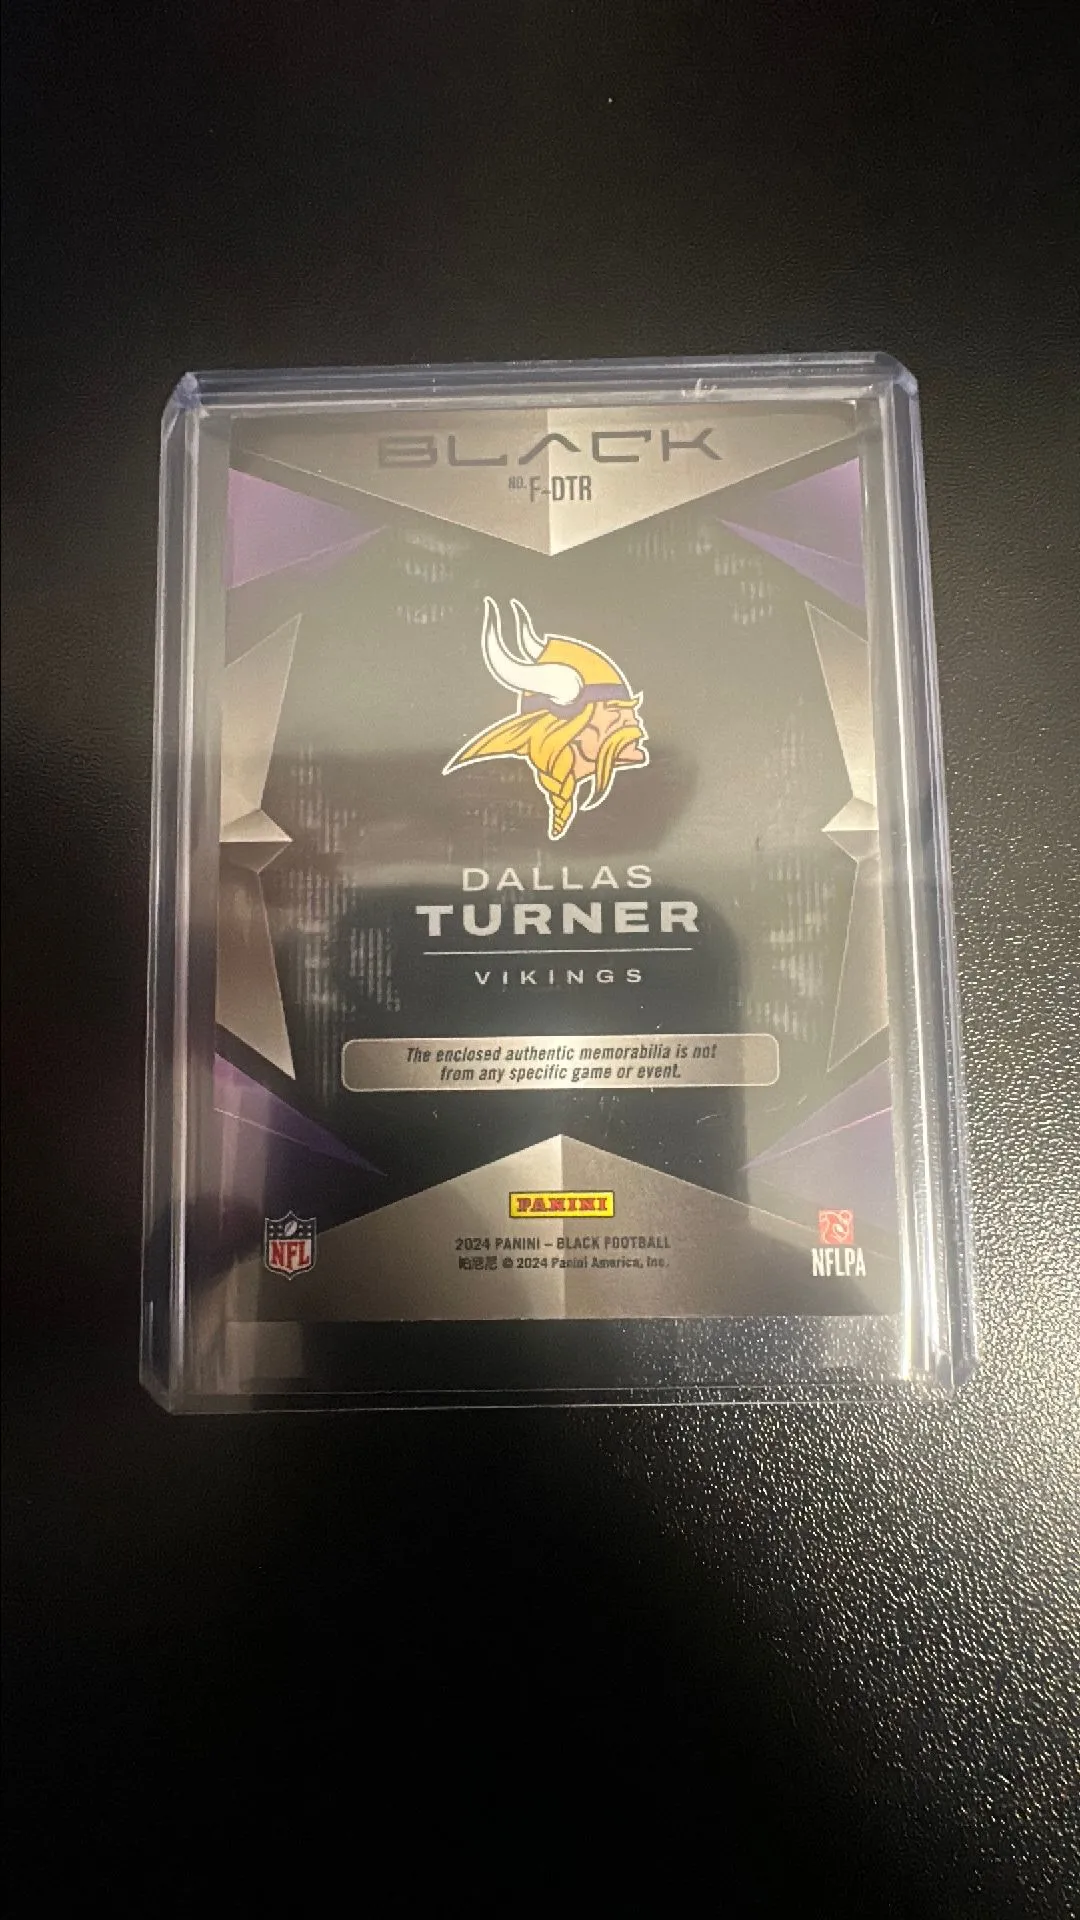 BLACK
NO. F-DTR
DALLAS
TURNER
VIKINGS
The enclosed authentic memorabilia is not
from any specific game or event.
PANINI
2024 PANINI – BLACK FOOTBALL
帕尼尼 © 2024 Panini America, Inc.
NFL
NFLPA